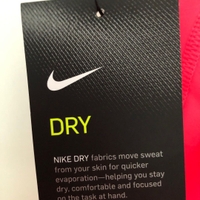 DRY
NIKE DRY fabrics move sweat
from your skin for quicker
evaporation—helping you stay
dry, comfortable and focused
on the task at hand.